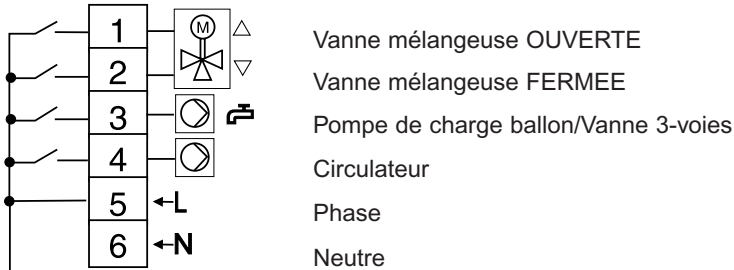 1 M Vanne mélangeuse OUVERTE
2 Vanne mélangeuse FERMEE
3 Pompe de charge ballon/Vanne 3-voies
4 Circulateur
5 L Phase
6 N Neutre